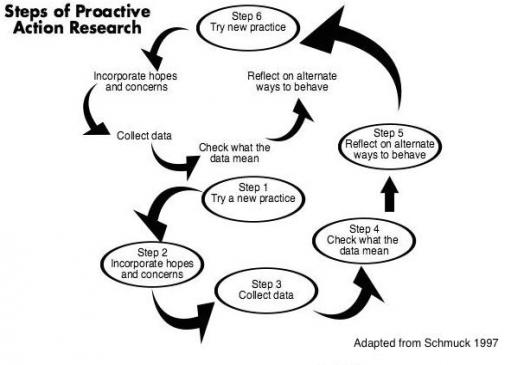 Steps of Proactive
Action Research
Step 6
Try new practice
Incorporate hopes
and concerns
Reflect on alternate
ways to behave
Collect data
Check what the
data mean
Step 5
Reflect on alternate
ways to behave
Step 1
Try a new practice
Step 4
Check what the
data mean
Step 2
Incorporate hopes
and concerns
Step 3
Collect data
Adapted from Schmuck 1997